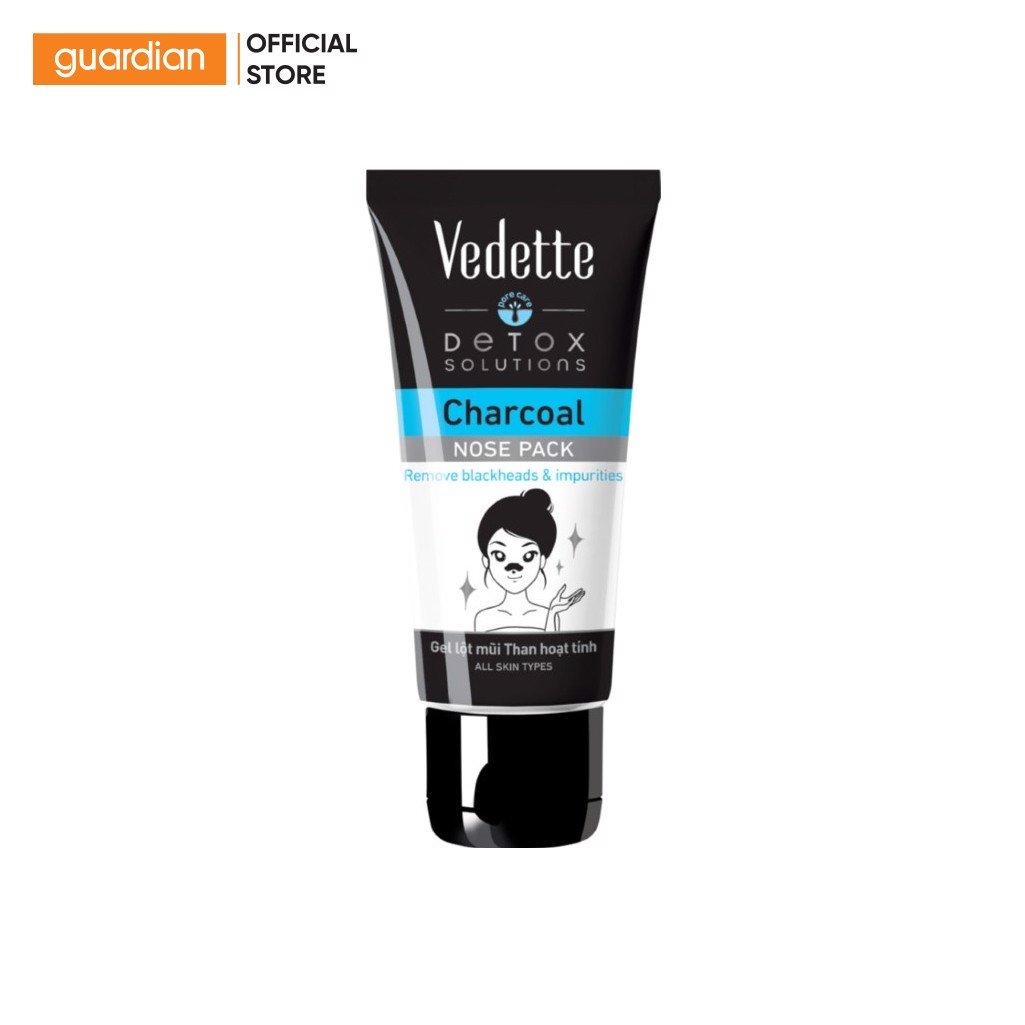 guardian
OFFICIAL
STORE
Vedette
pore care
DeTOX
SOLUTIOnS
Charcoal
NOSE PACK
Remove blackheads & impurities
Gel lột mũi Than hoạt tính
ALL SKIN TYPES